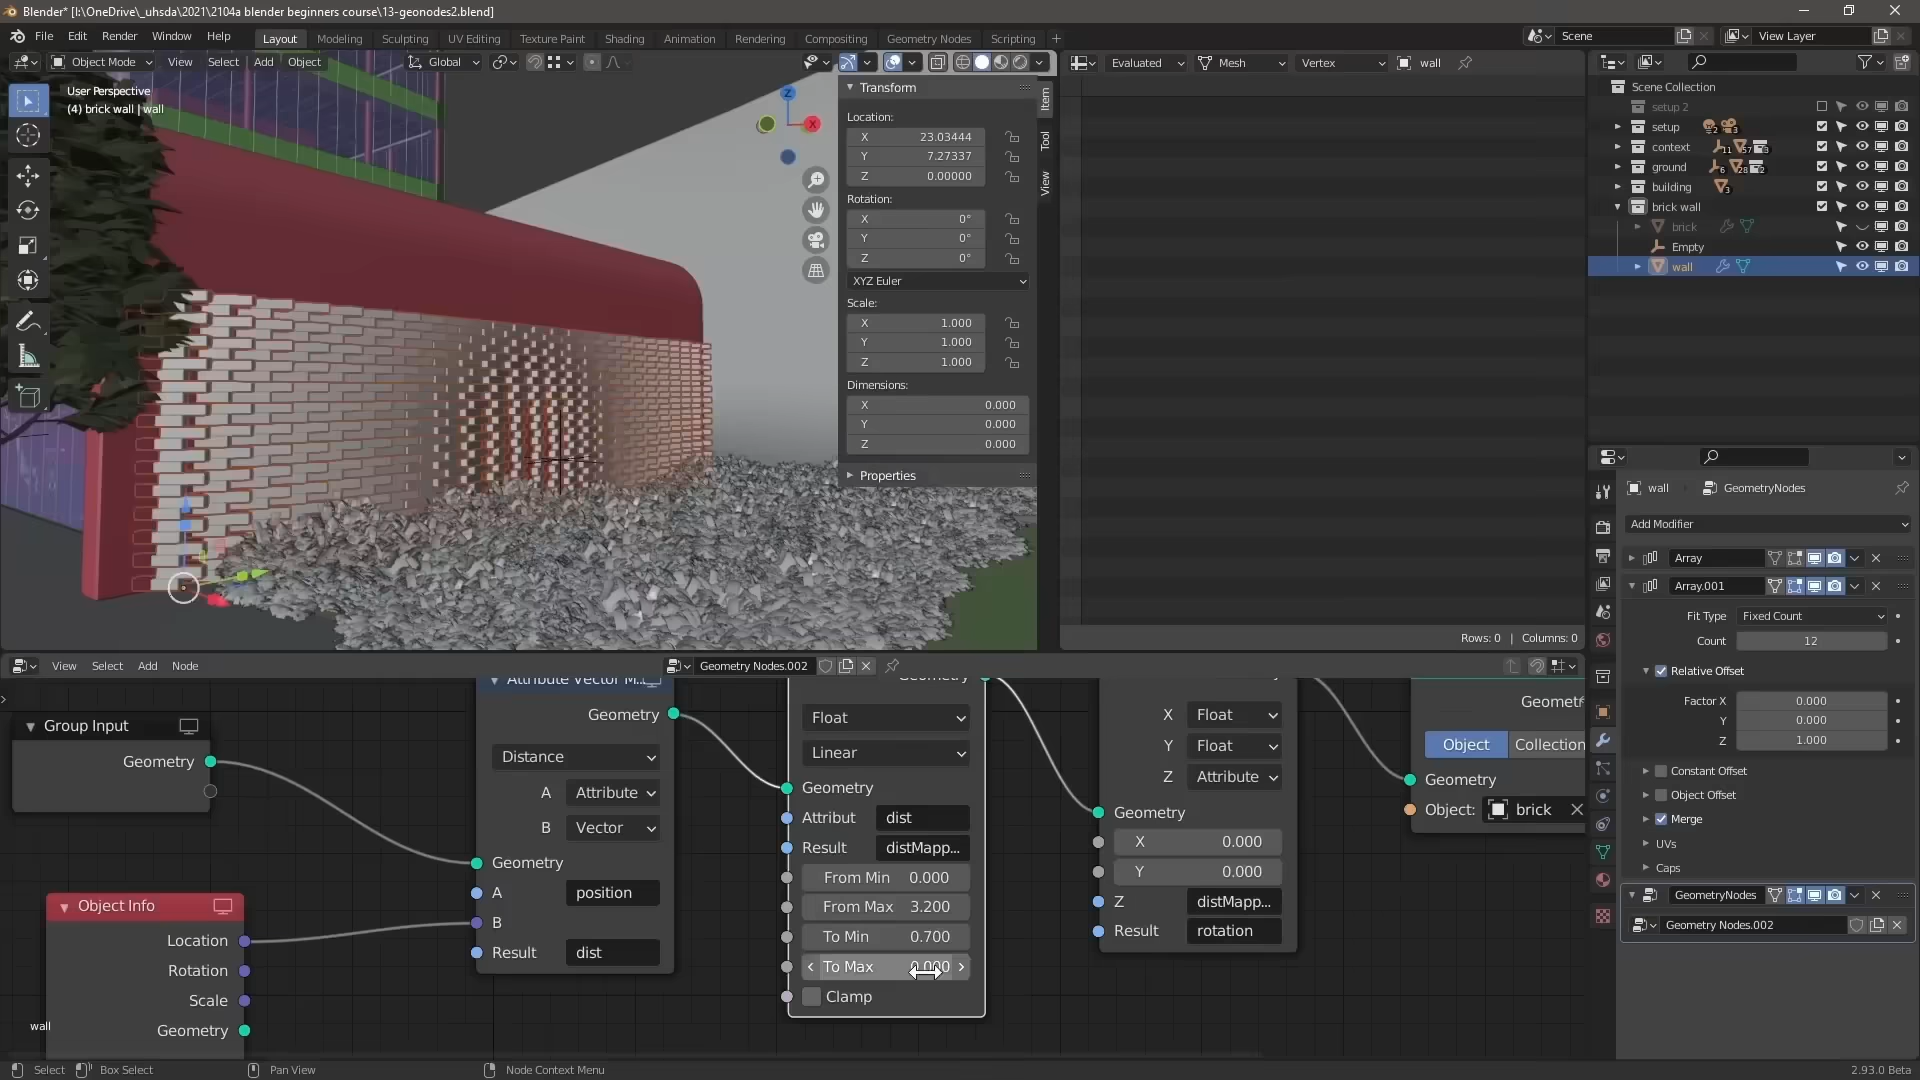 Blender* [I:\OneDrive\_uhsda\2021\2104a blender beginners course\13-geonodes2.blend]
File Edit Render Window Help Layout Modeling Sculpting UV Editing Texture Paint Shading Animation Rendering Compositing Geometry Nodes Scripting + Scene View Layer
Object Mode View Select Add Object Global Evaluated Mesh Vertex wall
User Perspective
(4) brick wall | wall
Z
X
Transform
Location:
X 23.03444
Y 7.27337
Z 0.00000
Rotation:
X 0°
Y 0°
Z 0°
XYZ Euler
Scale:
X 1.000
Y 1.000
Z 1.000
Dimensions:
X 0.000
Y 0.000
Z 0.000
Properties
Item
Tool
View
Rows: 0 | Columns: 0
Scene Collection
setup 2
setup 2 3
context 11 57 3
ground 6 28 2
building 3
brick wall
brick
Empty
wall
wall GeometryNodes
Add Modifier
Array
Array.001
Fit Type Fixed Count
Count 12
Relative Offset
Factor X 0.000
Y 0.000
Z 1.000
Constant Offset
Object Offset
Merge
UVs
Caps
GeometryNodes
Geometry Nodes.002
View Select Add Node Geometry Nodes.002
Group Input
Geometry
Object Info
Location
Rotation
Scale
Geometry
wall
Attribute Vector M...
Geometry
Distance
A Attribute
B Vector
Geometry
A position
B
Result dist
Geometry
Float
Linear
Geometry
Attribut dist
Result distMapp...
From Min 0.000
From Max 3.200
To Min 0.700
To Max 0.000
Clamp
X Float
Y Float
Z Attribute
Geometry
X 0.000
Y 0.000
Z distMapp...
Result rotation
Geomet
Object Collection
Geometry
Object: brick
Select Box Select Pan View Node Context Menu 2.93.0 Beta